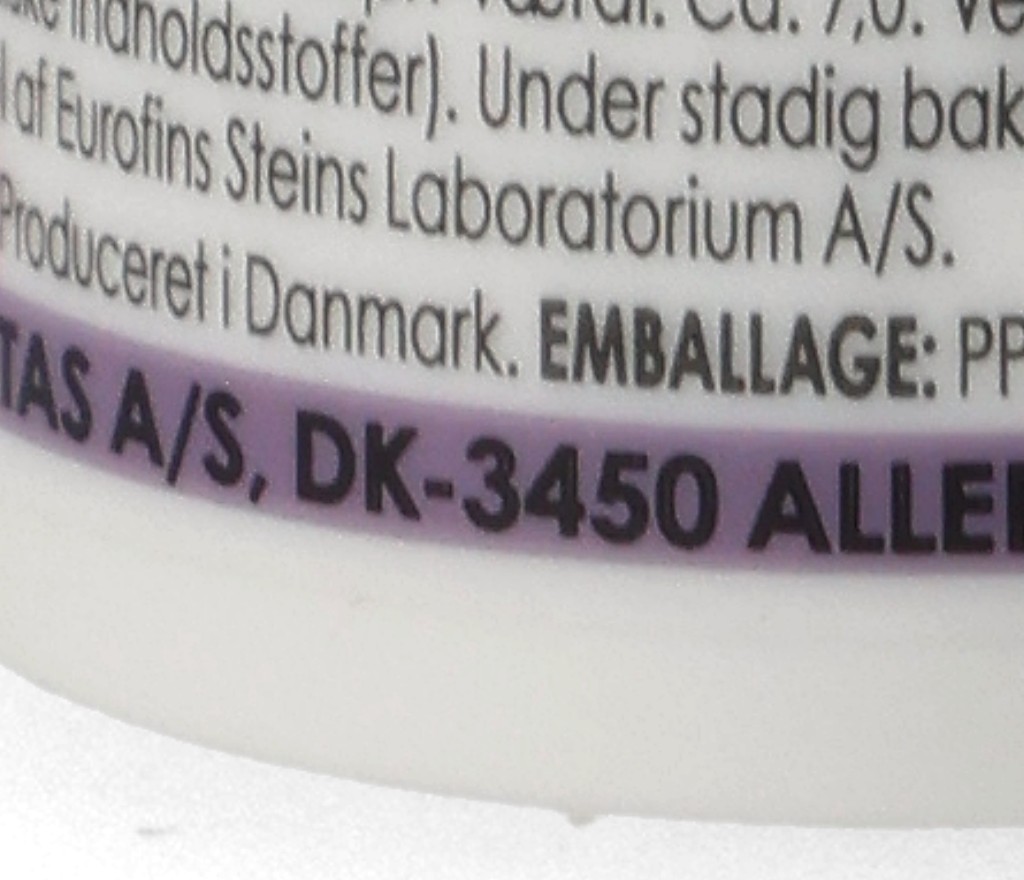 indholdsstoffer). Under stadig bak
af Eurofins Steins Laboratorium A/S.
Produceret i Danmark. EMBALLAGE: PP
TAS A/S, DK-3450 ALLE